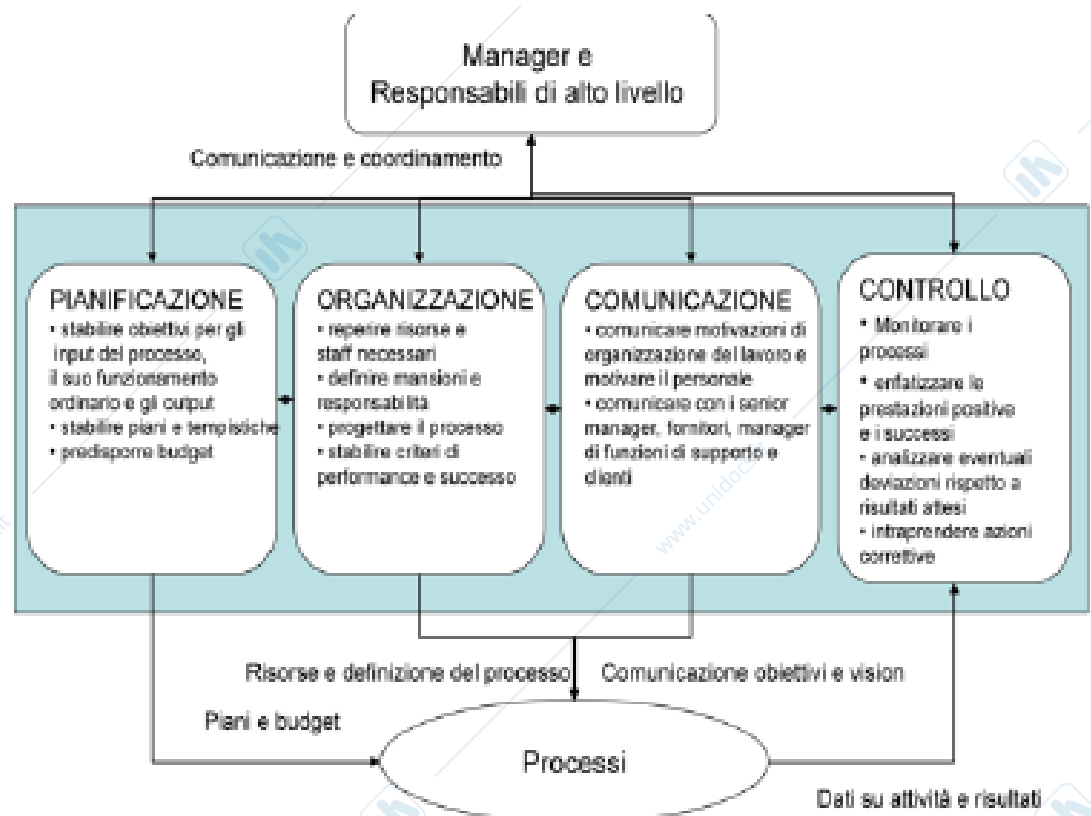 Manager e
Responsabili di alto livello
Comunicazione e coordinamento
PIANIFICAZIONE
• stabilire obiettivi per gli
input del processo,
il suo funzionamento
ordinario e gli output
• stabilire piani e tempistiche
• predisporre budget
ORGANIZZAZIONE
• reperire risorse e
staff necessari
• definire mansioni e
responsabilità
• progettare il processo
• stabilire criteri di
performance e successo
COMUNICAZIONE
• comunicare motivazioni di
organizzazione del lavoro e
motivare il personale
• comunicare con i senior
manager, fornitori, manager
di funzioni di supporto e
clienti
CONTROLLO
• Monitorare i
processi
• enfatizzare le
prestazioni positive
e i successi
• analizzare eventuali
deviazioni rispetto a
risultati attesi
• intraprendere azioni
correttive
Risorse e definizione del processo
Comunicazione obiettivi e vision
Piani e budget
Processi
Dati su attività e risultati